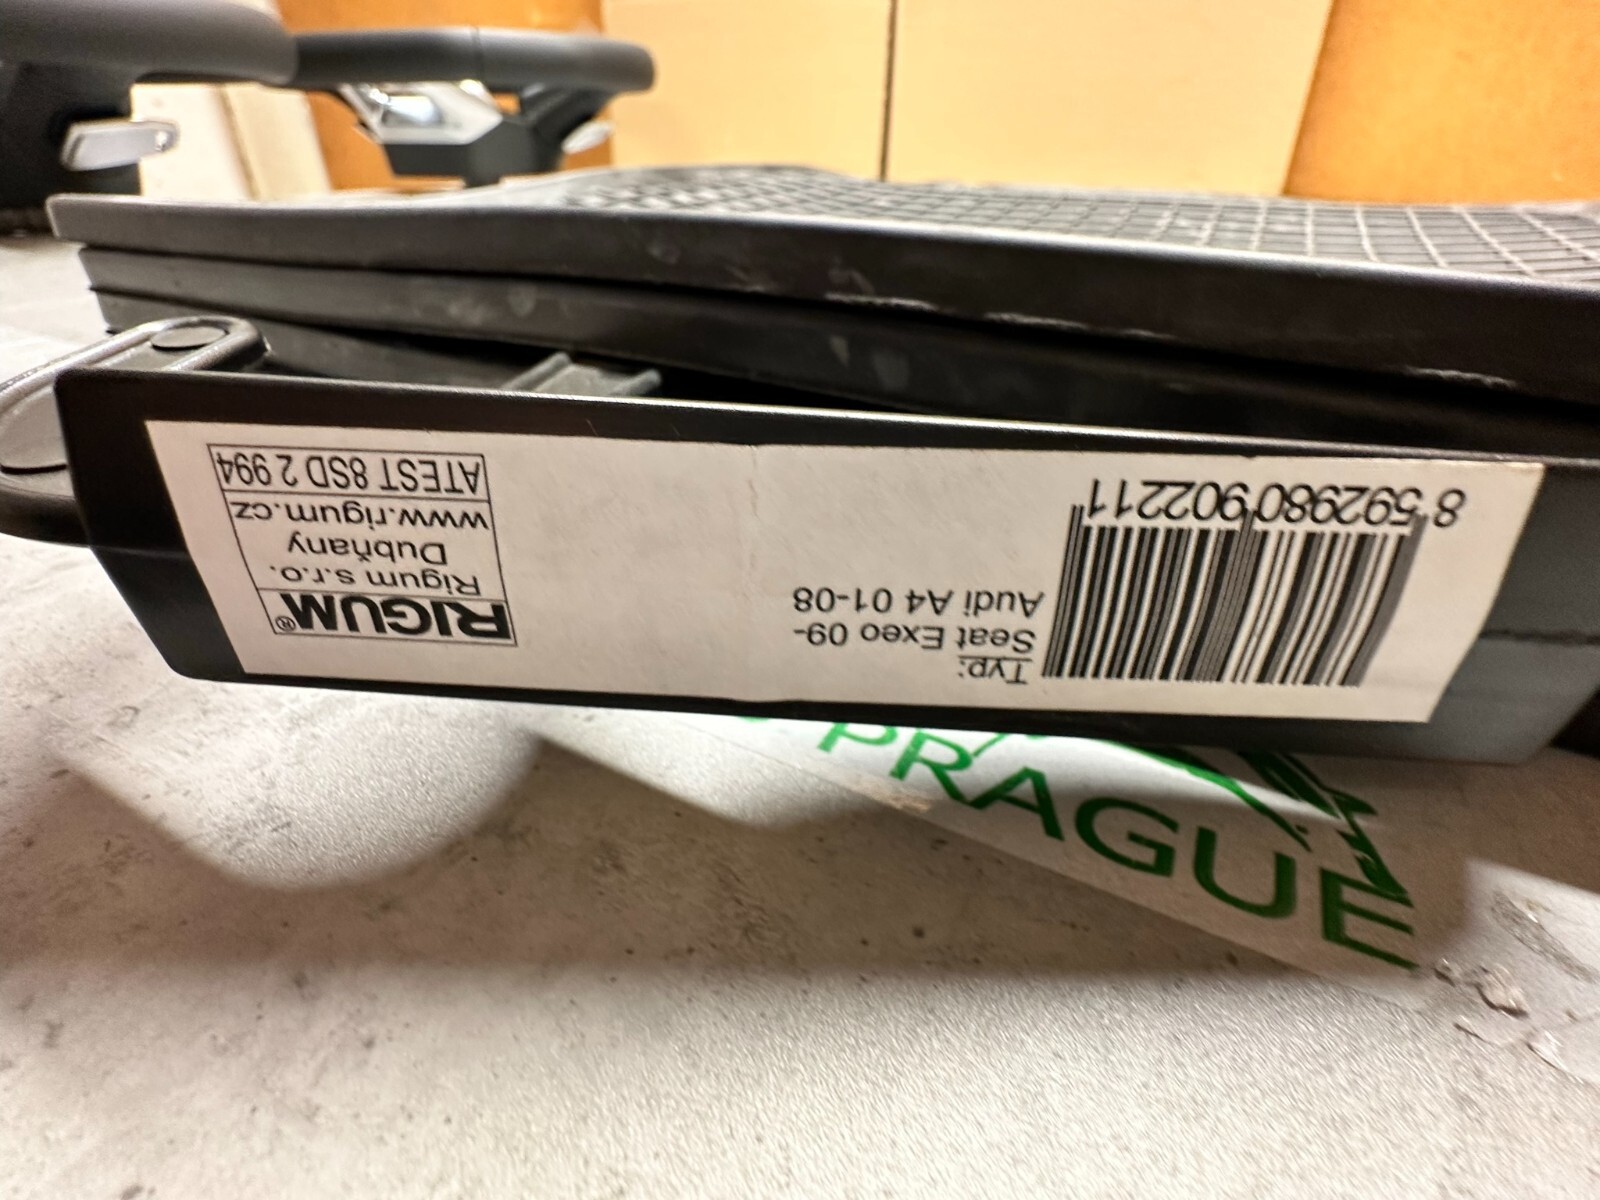 8 592980 902211
Typ:
Seat Exeo 09-
Audi A4 01-08
RIGUM®
Rigum s.r.o.
Dubňany
www.rigum.cz
ATEST 8SD 2 994
PRAGUE